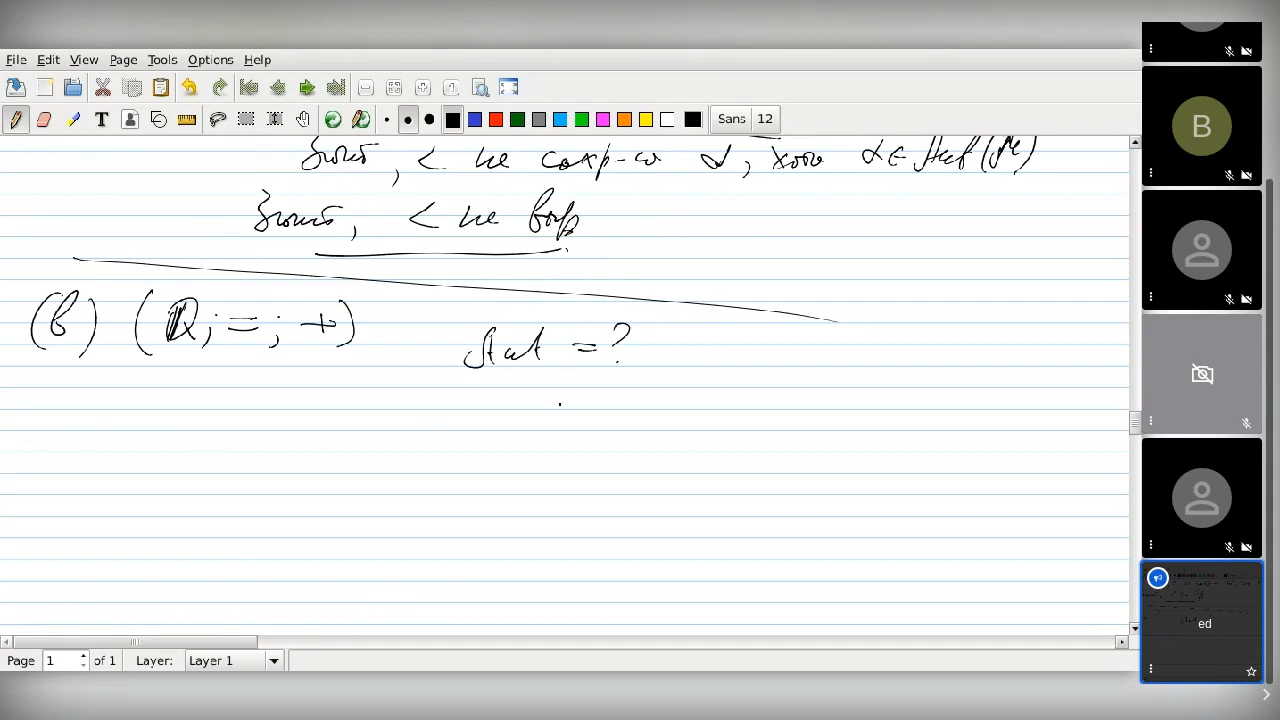 File Edit View Page Tools Options Help
Sans 12
Значит, < не сохр-ся α, хотя α ∈ Aut(M)
Значит, < не выр.
B
(в) (ℚ; =; +)
Aut = ?
ed
Page 1 of 1 Layer: Layer 1